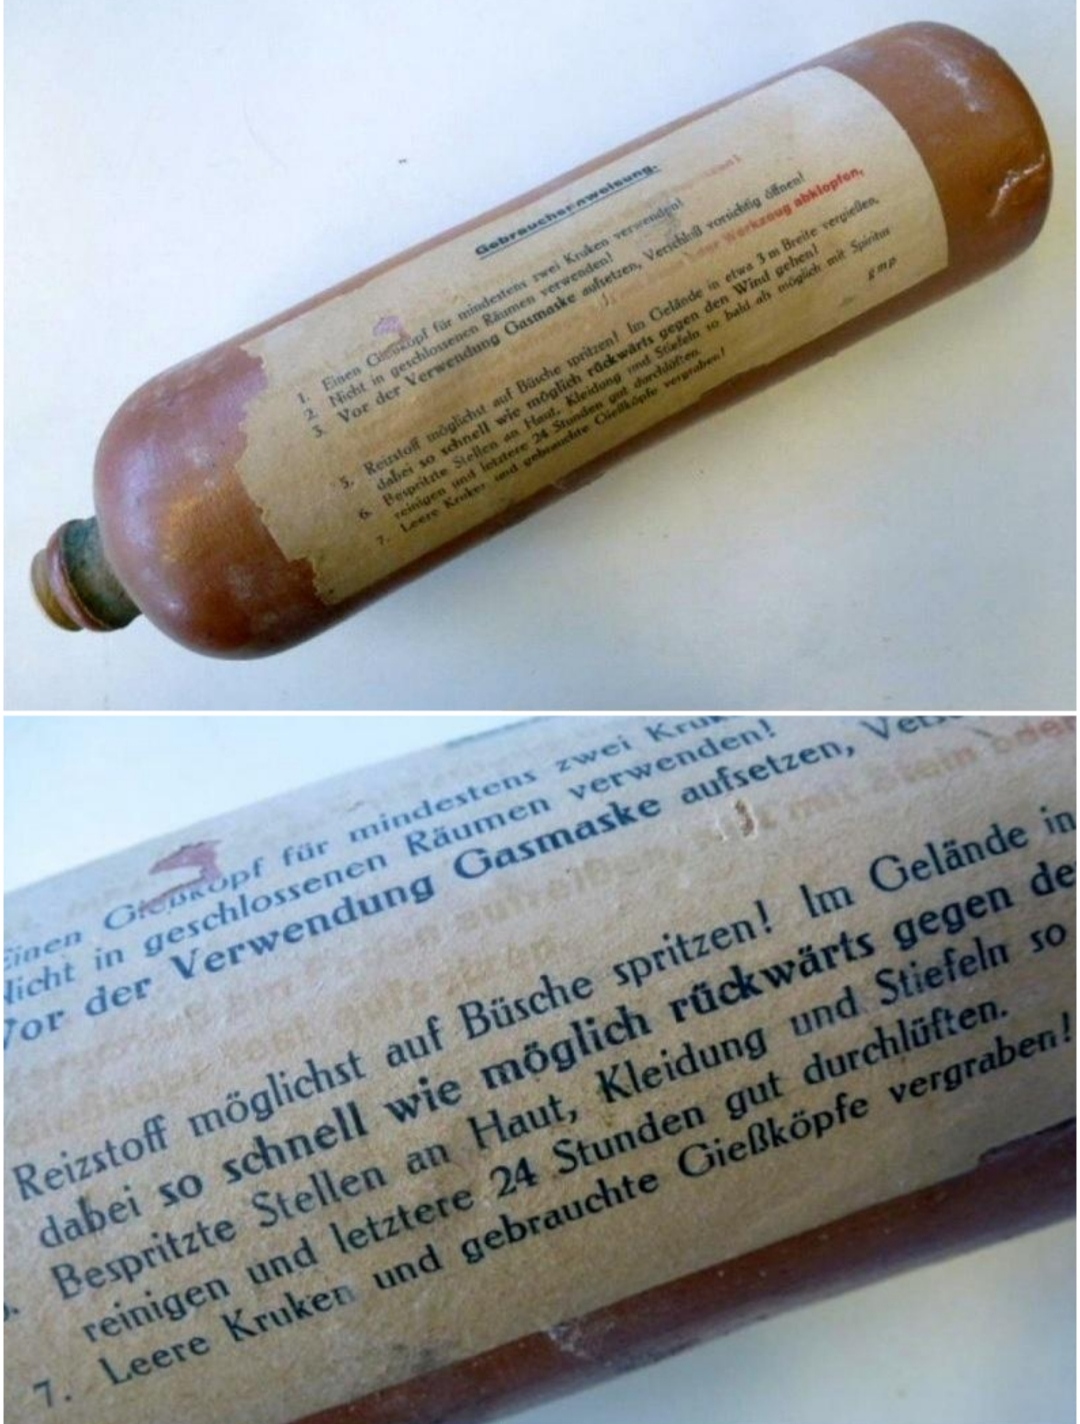 Gebrauchsanweisung.
1. Einen Gießkopf für mindestens zwei Kruken verwenden!
2. Nicht in geschlossenen Räumen verwenden!
3. Vor der Verwendung Gasmaske aufsetzen, Verschluß vorsichtig öffnen!
oder Werkzeug abklopfen,
5. Reizstoff möglichst auf Büsche spritzen! Im Gelände in etwa 3 m Breite vergießen,
dabei so schnell wie möglich rückwärts gegen den Wind gehen!
6. Bespritzte Stellen an Haut, Kleidung und Stiefeln so bald als möglich mit Spiritus
reinigen und letztere 24 Stunden gut durchlüften.
7. Leere Kruken und gebrauchte Gießköpfe vergraben!
gmp
Einen Gießkopf für mindestens zwei Kruk
Nicht in geschlossenen Räumen verwenden!
Vor der Verwendung Gasmaske aufsetzen, Vers
mit Stein oder
Reizstoff möglichst auf Büsche spritzen! Im Gelände in
dabei so schnell wie möglich rückwärts gegen de
Bespritzte Stellen an Haut, Kleidung und Stiefeln so
reinigen und letztere 24 Stunden gut durchlüften.
7. Leere Kruken und gebrauchte Gießköpfe vergraben!